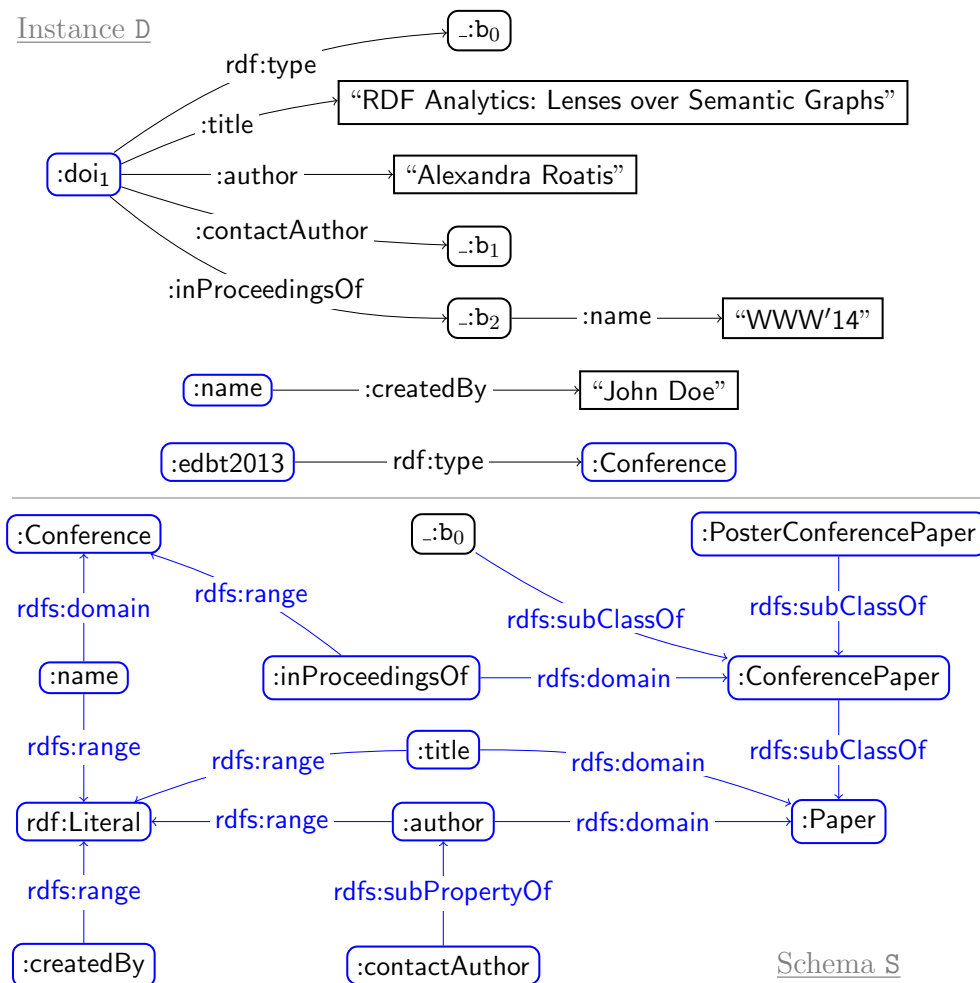 Instance D
_:b0
rdf:type
“RDF Analytics: Lenses over Semantic Graphs”
:title
:doi1
:author
“Alexandra Roatis”
:contactAuthor
_:b1
:inProceedingsOf
_:b2
:name
“WWW′14”
:name
:createdBy
“John Doe”
:edbt2013
rdf:type
:Conference
:Conference
_:b0
:PosterConferencePaper
rdfs:domain
rdfs:range
rdfs:subClassOf
rdfs:subClassOf
:name
:inProceedingsOf
rdfs:domain
:ConferencePaper
rdfs:range
rdfs:range
:title
rdfs:domain
rdfs:subClassOf
rdf:Literal
rdfs:range
:author
rdfs:domain
:Paper
rdfs:range
rdfs:subPropertyOf
:createdBy
:contactAuthor
Schema S